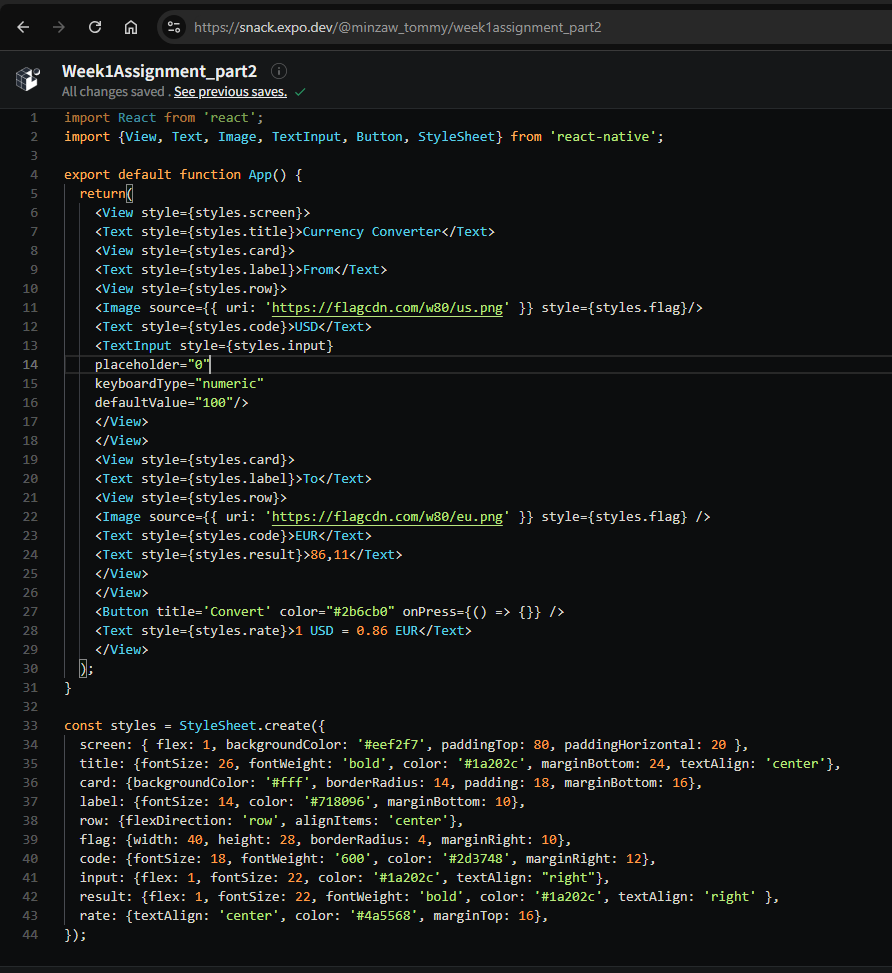 https://snack.expo.dev/@minzaw_tommy/week1assignment_part2
Week1Assignment_part2
All changes saved . See previous saves.
1 import React from 'react';
2 import {View, Text, Image, TextInput, Button, StyleSheet} from 'react-native';
3
4 export default function App() {
5   return(
6     <View style={styles.screen}>
7     <Text style={styles.title}>Currency Converter</Text>
8     <View style={styles.card}>
9     <Text style={styles.label}>From</Text>
10     <View style={styles.row}>
11     <Image source={{ uri: 'https://flagcdn.com/w80/us.png' }} style={styles.flag}/>
12     <Text style={styles.code}>USD</Text>
13     <TextInput style={styles.input}
14     placeholder="0"
15     keyboardType="numeric"
16     defaultValue="100"/>
17     </View>
18     </View>
19     <View style={styles.card}>
20     <Text style={styles.label}>To</Text>
21     <View style={styles.row}>
22     <Image source={{ uri: 'https://flagcdn.com/w80/eu.png' }} style={styles.flag} />
23     <Text style={styles.code}>EUR</Text>
24     <Text style={styles.result}>86,11</Text>
25     </View>
26     </View>
27     <Button title='Convert' color="#2b6cb0" onPress={() => {}} />
28     <Text style={styles.rate}>1 USD = 0.86 EUR</Text>
29     </View>
30   );
31 }
32
33 const styles = StyleSheet.create({
34   screen: { flex: 1, backgroundColor: '#eef2f7', paddingTop: 80, paddingHorizontal: 20 },
35   title: {fontSize: 26, fontWeight: 'bold', color: '#1a202c', marginBottom: 24, textAlign: 'center'},
36   card: {backgroundColor: '#fff', borderRadius: 14, padding: 18, marginBottom: 16},
37   label: {fontSize: 14, color: '#718096', marginBottom: 10},
38   row: {flexDirection: 'row', alignItems: 'center'},
39   flag: {width: 40, height: 28, borderRadius: 4, marginRight: 10},
40   code: {fontSize: 18, fontWeight: '600', color: '#2d3748', marginRight: 12},
41   input: {flex: 1, fontSize: 22, color: '#1a202c', textAlign: "right"},
42   result: {flex: 1, fontSize: 22, fontWeight: 'bold', color: '#1a202c', textAlign: 'right' },
43   rate: {textAlign: 'center', color: '#4a5568', marginTop: 16},
44 });